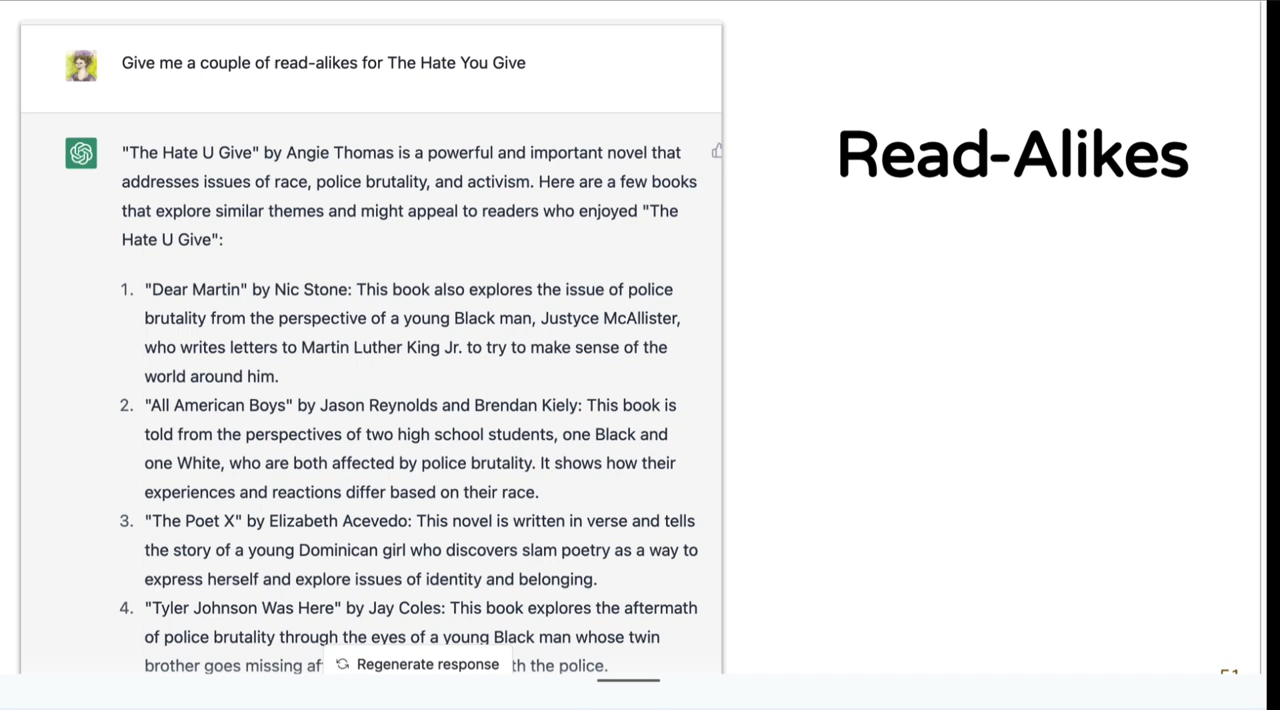 Give me a couple of read-alikes for The Hate You Give
"The Hate U Give" by Angie Thomas is a powerful and important novel that
addresses issues of race, police brutality, and activism. Here are a few books
that explore similar themes and might appeal to readers who enjoyed "The
Hate U Give":
1. "Dear Martin" by Nic Stone: This book also explores the issue of police
brutality from the perspective of a young Black man, Justyce McAllister,
who writes letters to Martin Luther King Jr. to try to make sense of the
world around him.
2. "All American Boys" by Jason Reynolds and Brendan Kiely: This book is
told from the perspectives of two high school students, one Black and
one White, who are both affected by police brutality. It shows how their
experiences and reactions differ based on their race.
3. "The Poet X" by Elizabeth Acevedo: This novel is written in verse and tells
the story of a young Dominican girl who discovers slam poetry as a way to
express herself and explore issues of identity and belonging.
4. "Tyler Johnson Was Here" by Jay Coles: This book explores the aftermath
of police brutality through the eyes of a young Black man whose twin
brother goes missing
Regenerate response
the police.
Read-Alikes